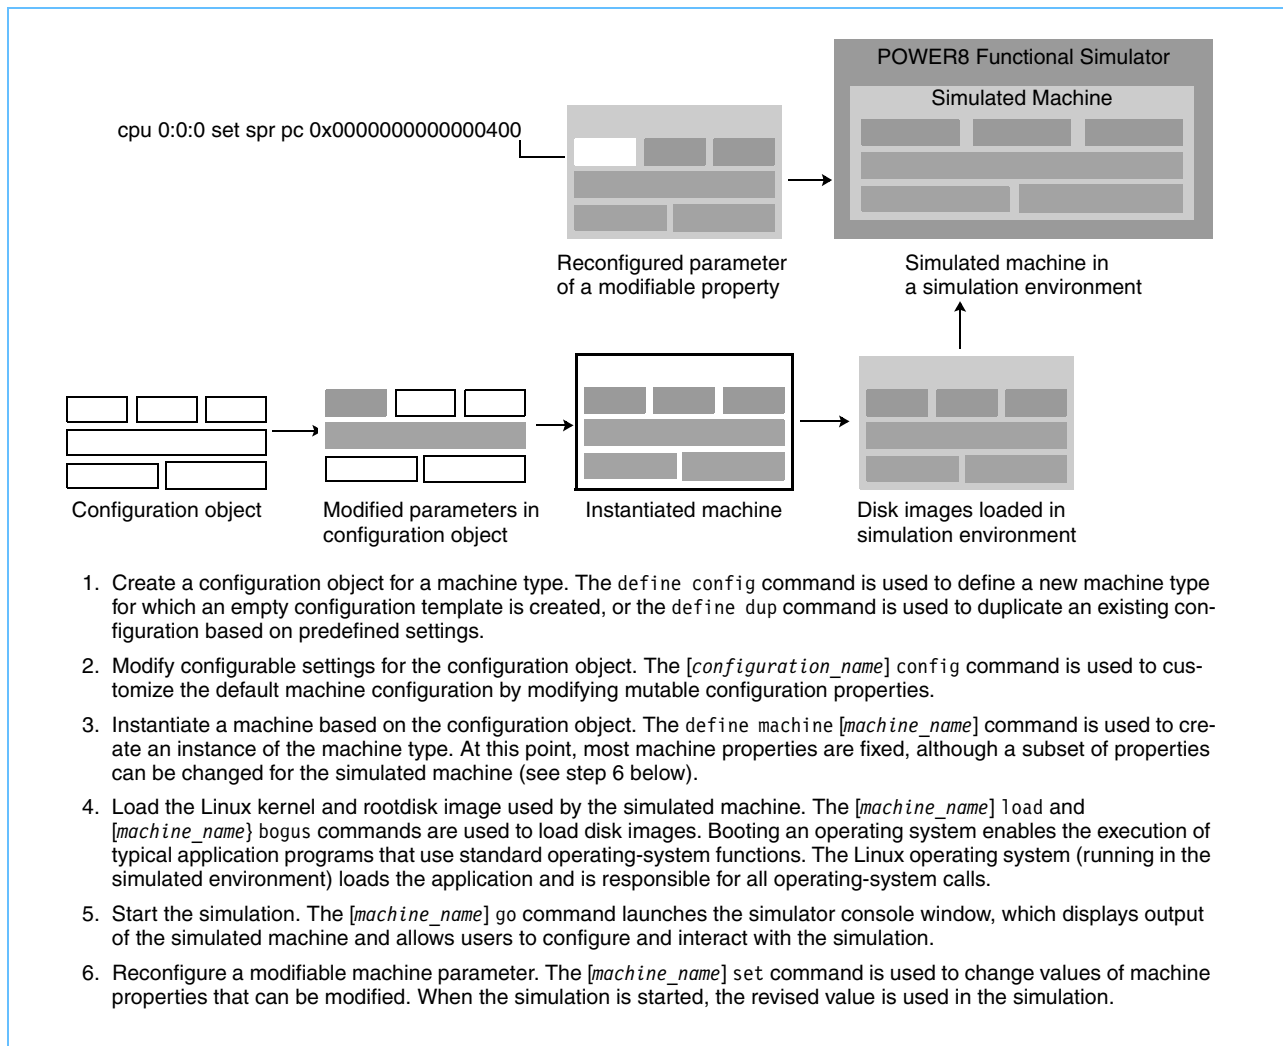 POWER8 Functional Simulator
Simulated Machine
cpu 0:0:0 set spr pc 0x0000000000000400
Reconfigured parameter
of a modifiable property
Simulated machine in
a simulation environment
Configuration object
Modified parameters in
configuration object
Instantiated machine
Disk images loaded in
simulation environment
1. Create a configuration object for a machine type. The define config command is used to define a new machine type
for which an empty configuration template is created, or the define dup command is used to duplicate an existing con-
figuration based on predefined settings.
2. Modify configurable settings for the configuration object. The [configuration_name] config command is used to cus-
tomize the default machine configuration by modifying mutable configuration properties.
3. Instantiate a machine based on the configuration object. The define machine [machine_name] command is used to cre-
ate an instance of the machine type. At this point, most machine properties are fixed, although a subset of properties
can be changed for the simulated machine (see step 6 below).
4. Load the Linux kernel and rootdisk image used by the simulated machine. The [machine_name] load and
[machine_name} bogus commands are used to load disk images. Booting an operating system enables the execution of
typical application programs that use standard operating-system functions. The Linux operating system (running in the
simulated environment) loads the application and is responsible for all operating-system calls.
5. Start the simulation. The [machine_name] go command launches the simulator console window, which displays output
of the simulated machine and allows users to configure and interact with the simulation.
6. Reconfigure a modifiable machine parameter. The [machine_name] set command is used to change values of machine
properties that can be modified. When the simulation is started, the revised value is used in the simulation.